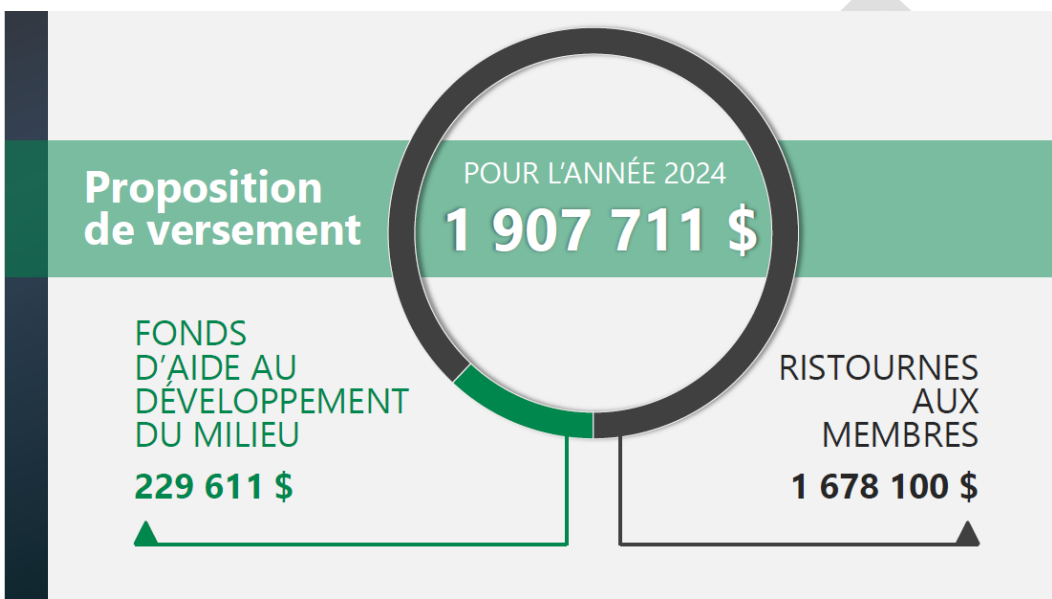 Proposition
de versement
POUR L'ANNÉE 2024
1 907 711 $
FONDS
D'AIDE AU
DÉVELOPPEMENT
DU MILIEU
229 611 $
RISTOURNES
AUX
MEMBRES
1 678 100 $